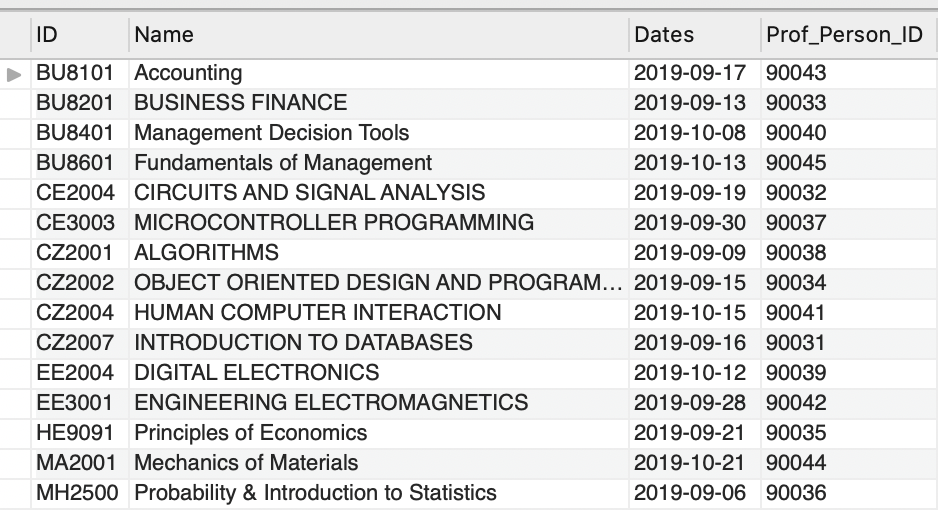 ID Name Dates Prof_Person_ID
BU8101 Accounting 2019-09-17 90043
BU8201 BUSINESS FINANCE 2019-09-13 90033
BU8401 Management Decision Tools 2019-10-08 90040
BU8601 Fundamentals of Management 2019-10-13 90045
CE2004 CIRCUITS AND SIGNAL ANALYSIS 2019-09-19 90032
CE3003 MICROCONTROLLER PROGRAMMING 2019-09-30 90037
CZ2001 ALGORITHMS 2019-09-09 90038
CZ2002 OBJECT ORIENTED DESIGN AND PROGRAM... 2019-09-15 90034
CZ2004 HUMAN COMPUTER INTERACTION 2019-10-15 90041
CZ2007 INTRODUCTION TO DATABASES 2019-09-16 90031
EE2004 DIGITAL ELECTRONICS 2019-10-12 90039
EE3001 ENGINEERING ELECTROMAGNETICS 2019-09-28 90042
HE9091 Principles of Economics 2019-09-21 90035
MA2001 Mechanics of Materials 2019-10-21 90044
MH2500 Probability & Introduction to Statistics 2019-09-06 90036